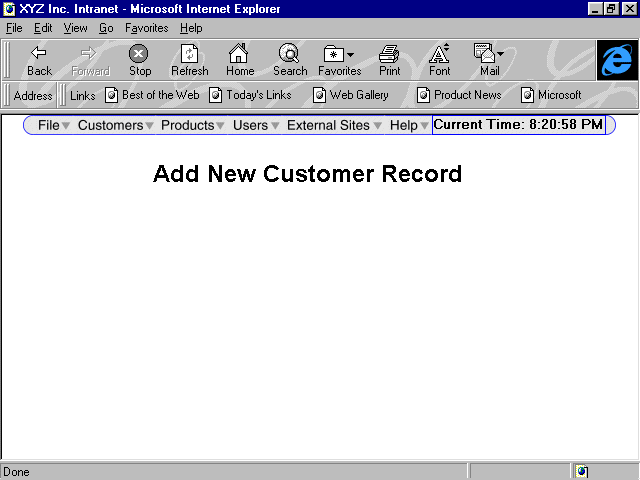 XYZ Inc. Intranet - Microsoft Internet Explorer
File Edit View Go Favorites Help
Back Forward Stop Refresh Home Search Favorites Print Font Mail
Address Links Best of the Web Today's Links Web Gallery Product News Microsoft
File Customers Products Users External Sites Help Current Time: 8:20:58 PM
Add New Customer Record
Done